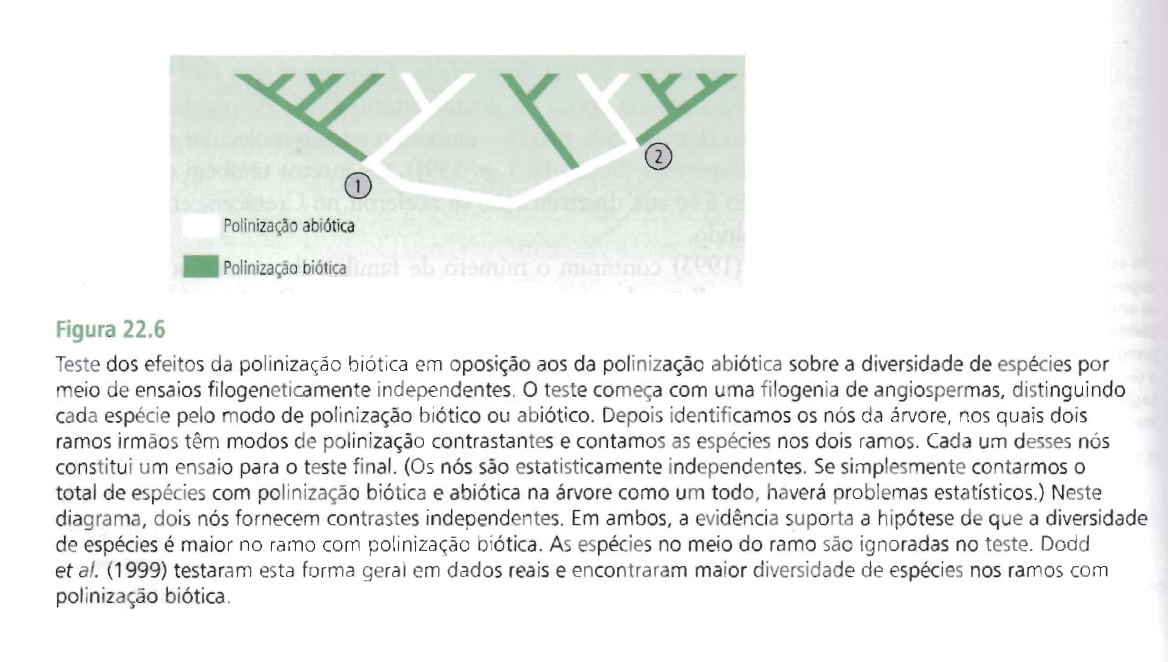 1
2
Polinização abiótica
Polinização biótica
Figura 22.6
Teste dos efeitos da polinização biótica em oposição aos da polinização abiótica sobre a diversidade de espécies por
meio de ensaios filogeneticamente independentes. O teste começa com uma filogenia de angiospermas, distinguindo
cada espécie pelo modo de polinização biótico ou abiótico. Depois identificamos os nós da árvore, nos quais dois
ramos irmãos têm modos de polinização contrastantes e contamos as espécies nos dois ramos. Cada um desses nós
constitui um ensaio para o teste final. (Os nós são estatisticamente independentes. Se simplesmente contarmos o
total de espécies com polinização biótica e abiótica na árvore como um todo, haverá problemas estatísticos.) Neste
diagrama, dois nós fornecem contrastes independentes. Em ambos, a evidência suporta a hipótese de que a diversidade
de espécies é maior no ramo com polinização biótica. As espécies no meio do ramo são ignoradas no teste. Dodd
et al. (1999) testaram esta forma geral em dados reais e encontraram maior diversidade de espécies nos ramos com
polinização biótica.